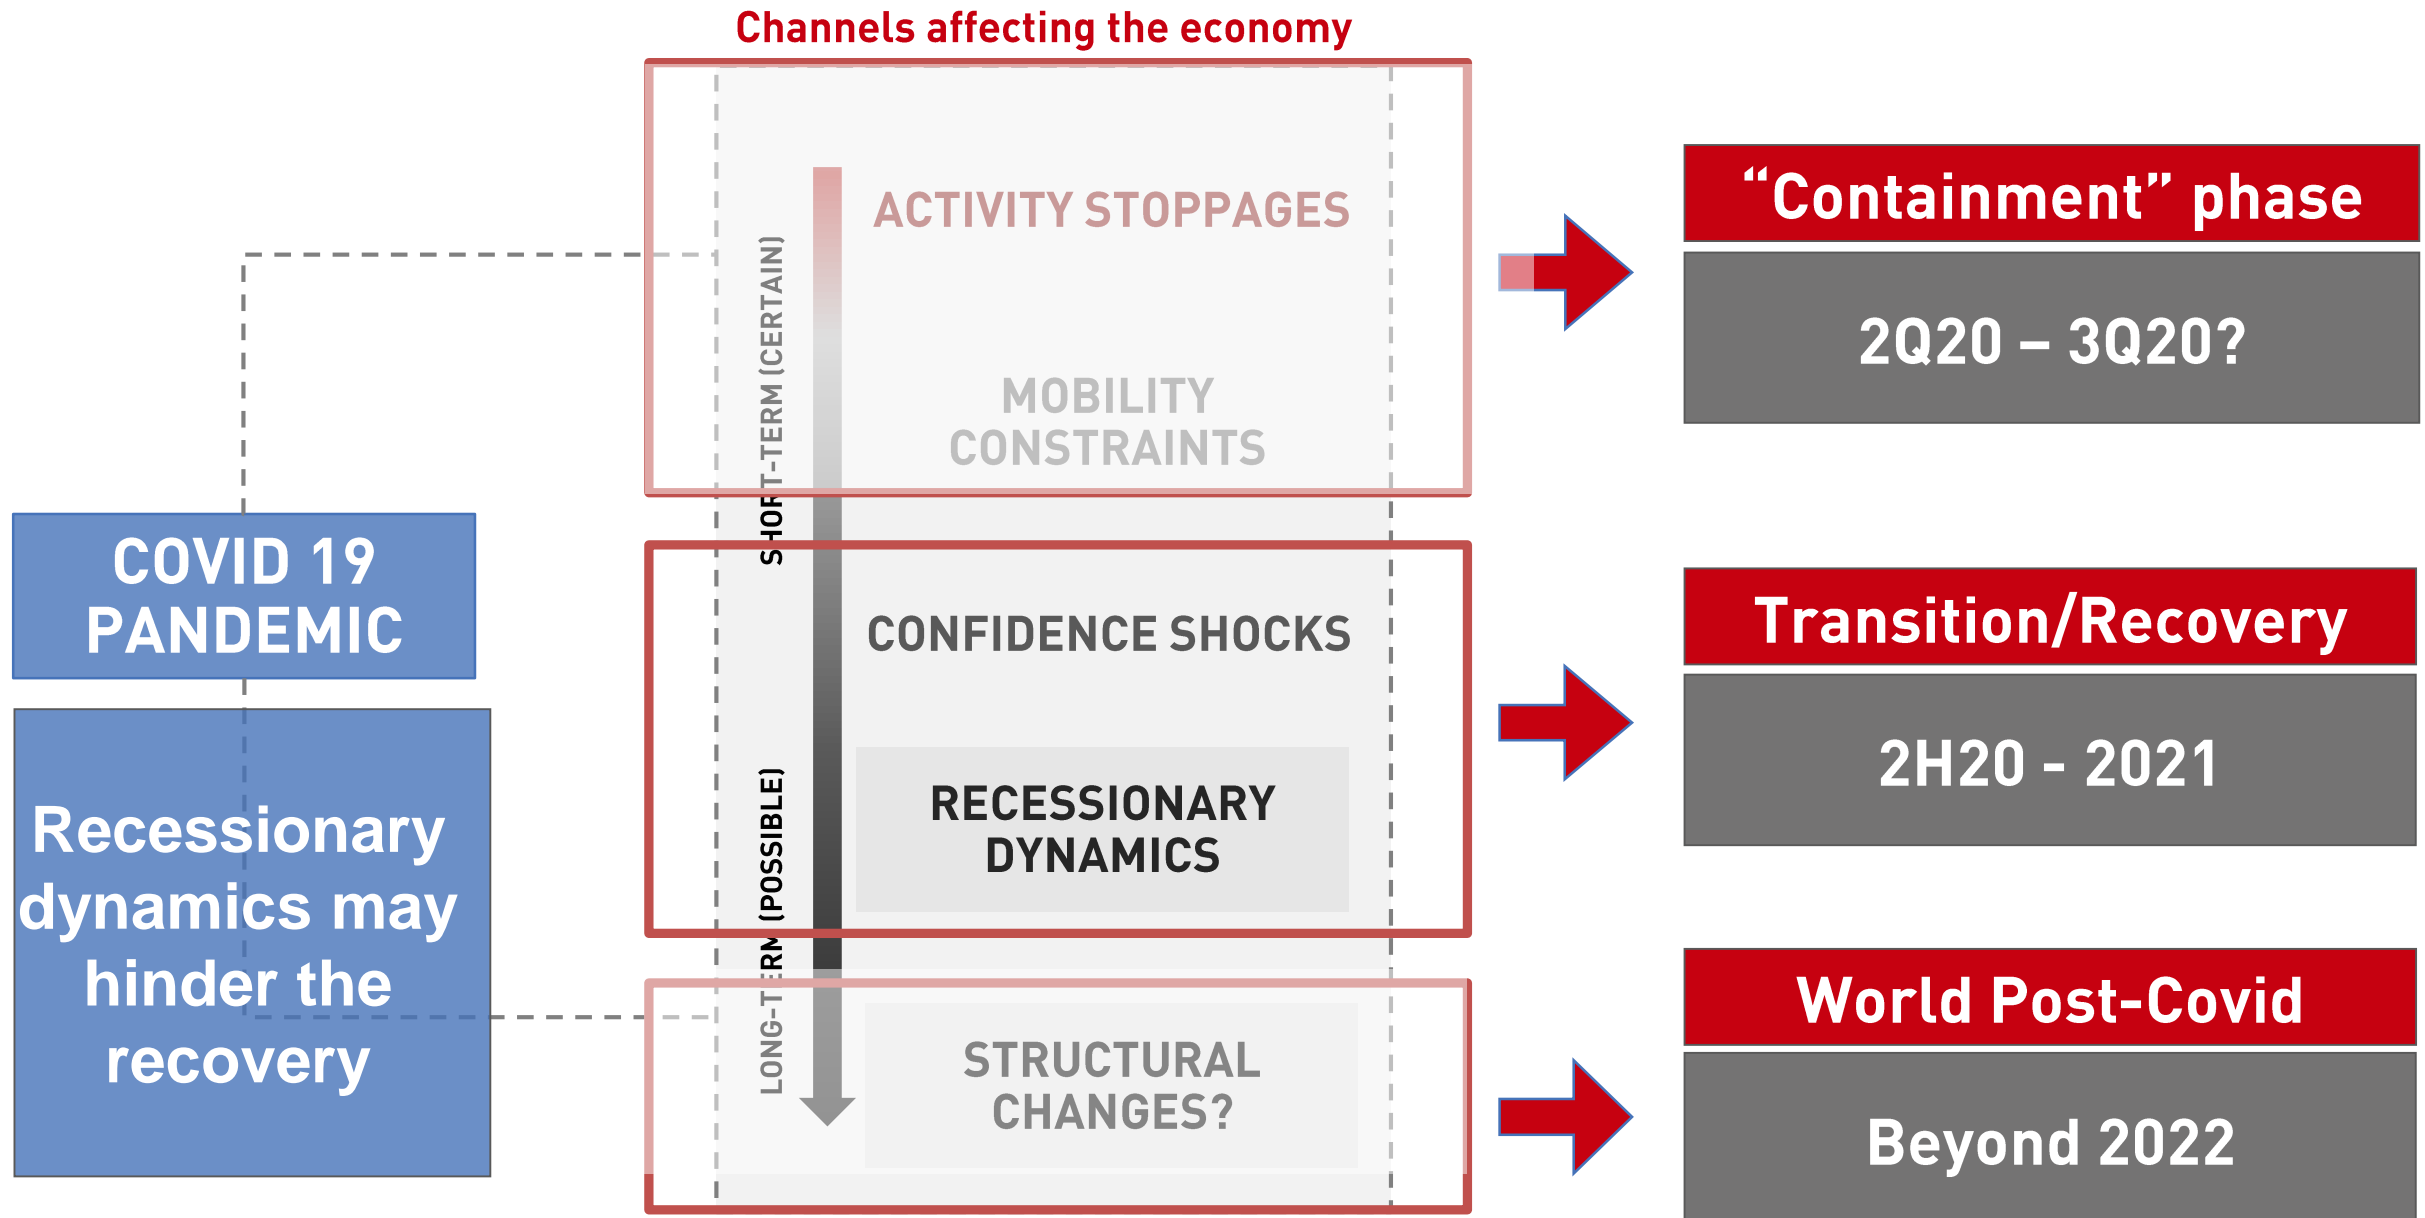 Channels affecting the economy
ACTIVITY STOPPAGES
MOBILITY
CONSTRAINTS
SHORT-TERM (CERTAIN)
“Containment” phase
2Q20 – 3Q20?
COVID 19
PANDEMIC
Recessionary
dynamics may
hinder the
recovery
CONFIDENCE SHOCKS
RECESSIONARY
DYNAMICS
LONG-TERM (POSSIBLE)
Transition/Recovery
2H20 - 2021
STRUCTURAL
CHANGES?
World Post-Covid
Beyond 2022